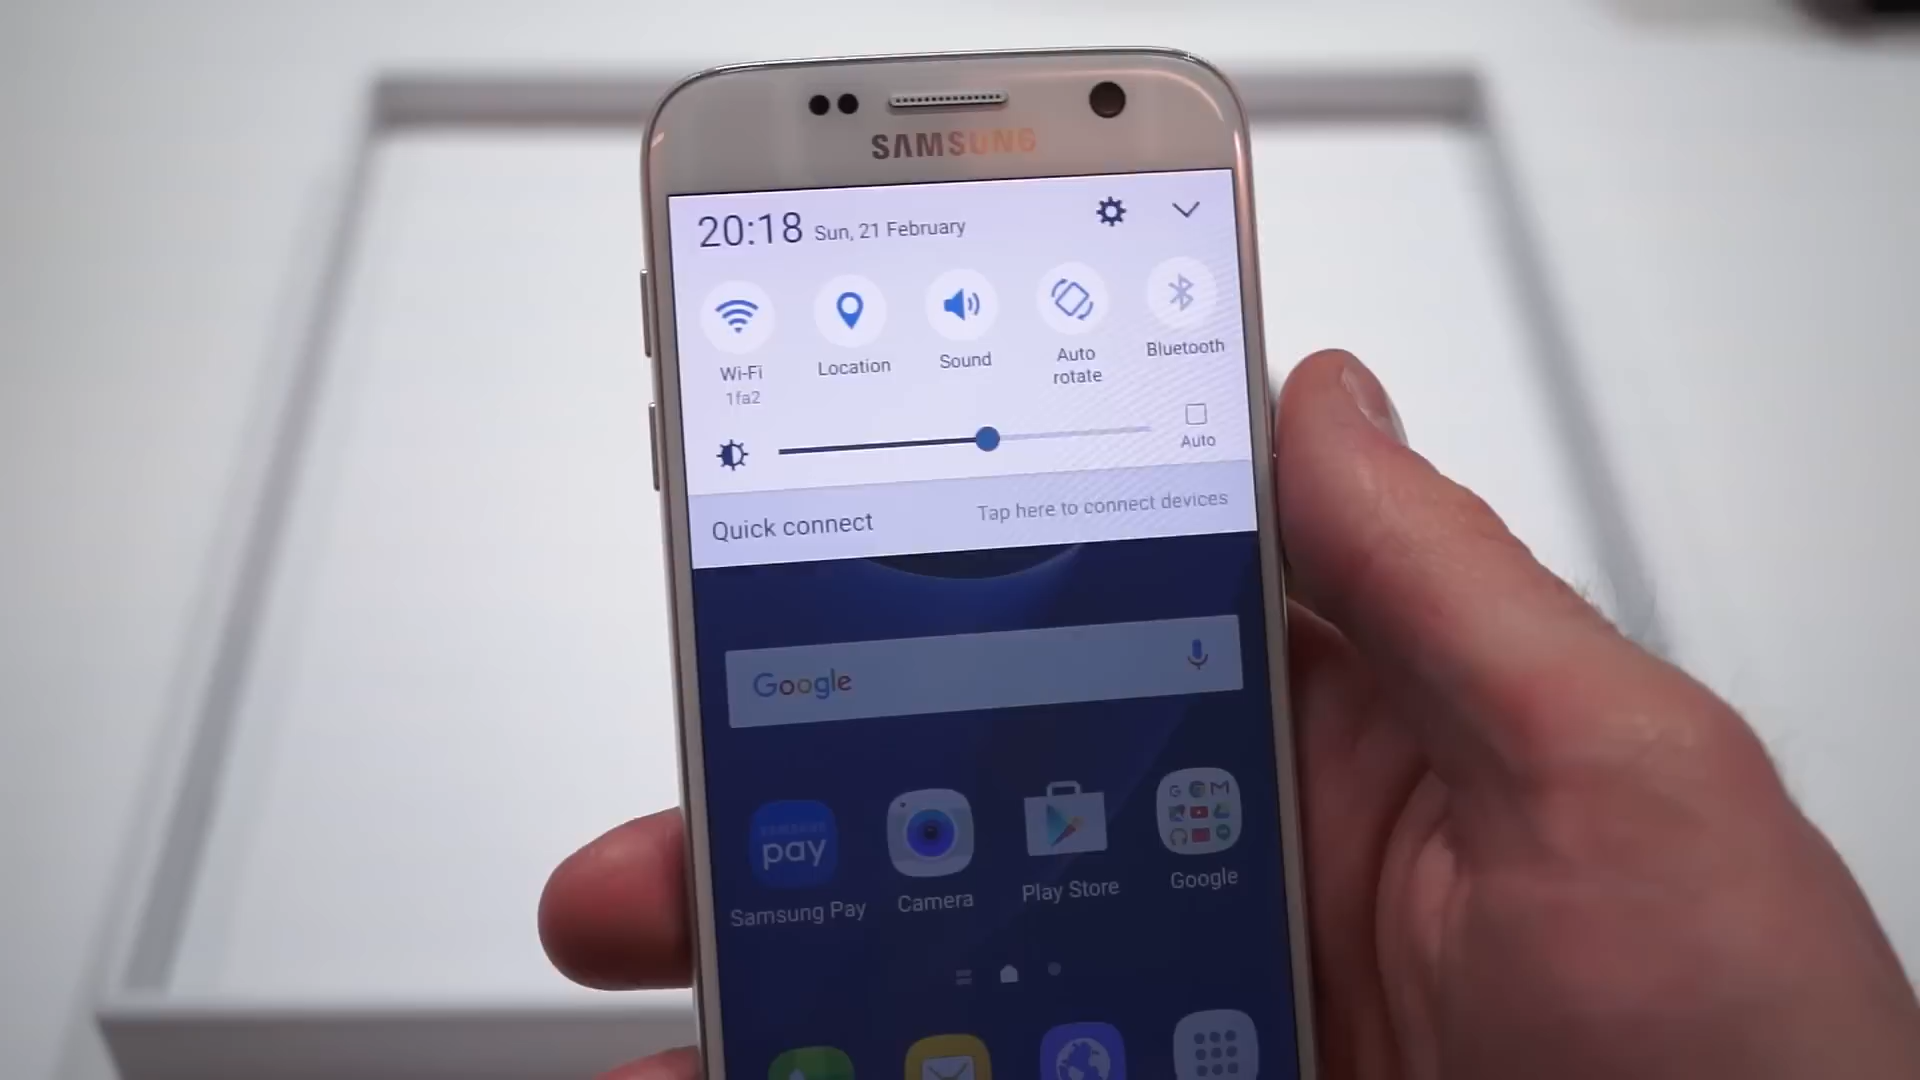 SAMSUNG
20:18 Sun, 21 February
Wi-Fi
1fa2
Location
Sound
Auto
rotate
Bluetooth
Auto
Quick connect
Tap here to connect devices
Google
SAMSUNG
pay
Samsung Pay
Camera
Play Store
Google